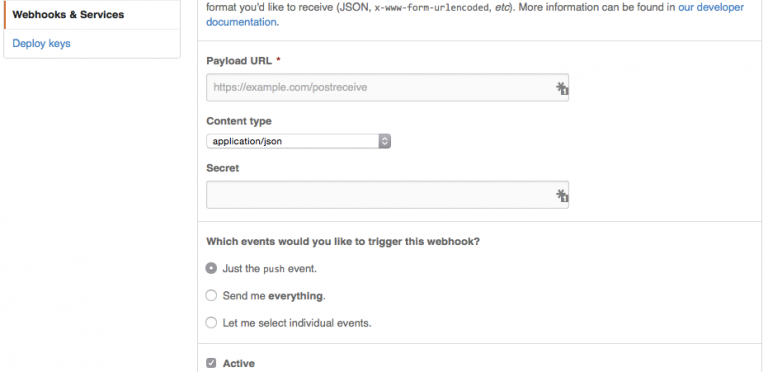 Webhooks & Services
Deploy keys
format you'd like to receive (JSON, x-www-form-urlencoded, etc). More information can be found in our developer
documentation.
Payload URL *
https://example.com/postreceive
Content type
application/json
Secret
Which events would you like to trigger this webhook?
Just the push event.
Send me everything.
Let me select individual events.
Active